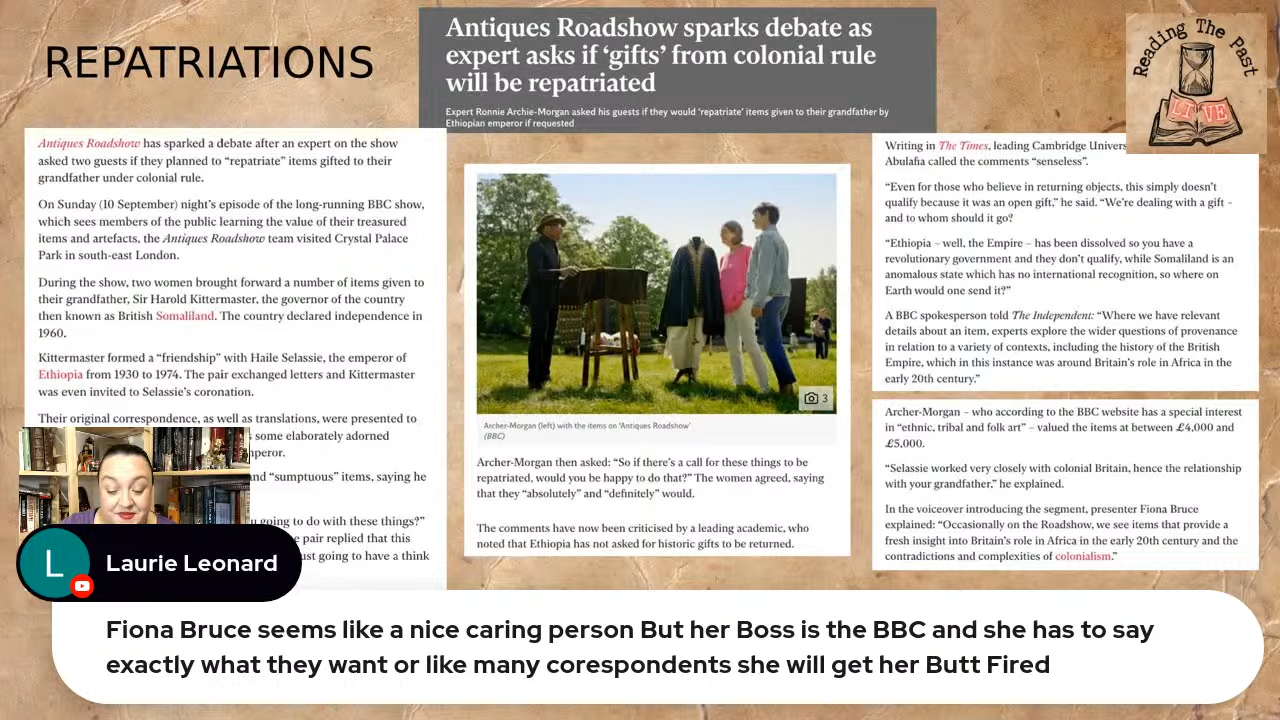 REPATRIATIONS
Antiques Roadshow sparks debate as
expert asks if ‘gifts’ from colonial rule
will be repatriated
Expert Ronnie Archie-Morgan asked his guests if they would ‘repatriate’ items given to their grandfather by
Ethiopian emperor if requested
Reading The Past
LIVE
Antiques Roadshow has sparked a debate after an expert on the show
asked two guests if they planned to “repatriate” items gifted to their
grandfather under colonial rule.
On Sunday (10 September) night’s episode of the long-running BBC show,
which sees members of the public learning the value of their treasured
items and artefacts, the Antiques Roadshow team visited Crystal Palace
Park in south-east London.
During the show, two women brought forward a number of items given to
their grandfather, Sir Harold Kittermaster, the governor of the country
then known as British Somaliland. The country declared independence in
1960.
Kittermaster formed a “friendship” with Haile Selassie, the emperor of
Ethiopia from 1930 to 1974. The pair exchanged letters and Kittermaster
was even invited to Selassie’s coronation.
Their original correspondence, as well as translations, were presented to
some elaborately adorned
and “sumptuous” items, saying he
going to do with these things?”
pair replied that this
just going to have a think
3
Archer-Morgan (left) with the items on ‘Antiques Roadshow’
(BBC)
Archer-Morgan then asked: “So if there’s a call for these things to be
repatriated, would you be happy to do that?” The women agreed, saying
that they “absolutely” and “definitely” would.
The comments have now been criticised by a leading academic, who
noted that Ethiopia has not asked for historic gifts to be returned.
Writing in The Times, leading Cambridge
Abulafia called the comments “senseless”.
“Even for those who believe in returning objects, this simply doesn’t
qualify because it was an open gift,” he said. “We’re dealing with a gift –
and to whom should it go?
“Ethiopia – well, the Empire – has been dissolved so you have a
revolutionary government and they don’t qualify, while Somaliland is an
anomalous state which has no international recognition, so where on
Earth would one send it?”
A BBC spokesperson told The Independent: “Where we have relevant
details about an item, experts explore the wider questions of provenance
in relation to a variety of contexts, including the history of the British
Empire, which in this instance was around Britain’s role in Africa in the
early 20th century.”
Archer-Morgan – who according to the BBC website has a special interest
in “ethnic, tribal and folk art” – valued the items at between £4,000 and
£5,000.
“Selassie worked very closely with colonial Britain, hence the relationship
with your grandfather,” he explained.
In the voiceover introducing the segment, presenter Fiona Bruce
explained: “Occasionally on the Roadshow, we see items that provide a
fresh insight into Britain’s role in Africa in the early 20th century and the
contradictions and complexities of colonialism.”
L
Laurie Leonard
Fiona Bruce seems like a nice caring person But her Boss is the BBC and she has to say
exactly what they want or like many corespondents she will get her Butt Fired